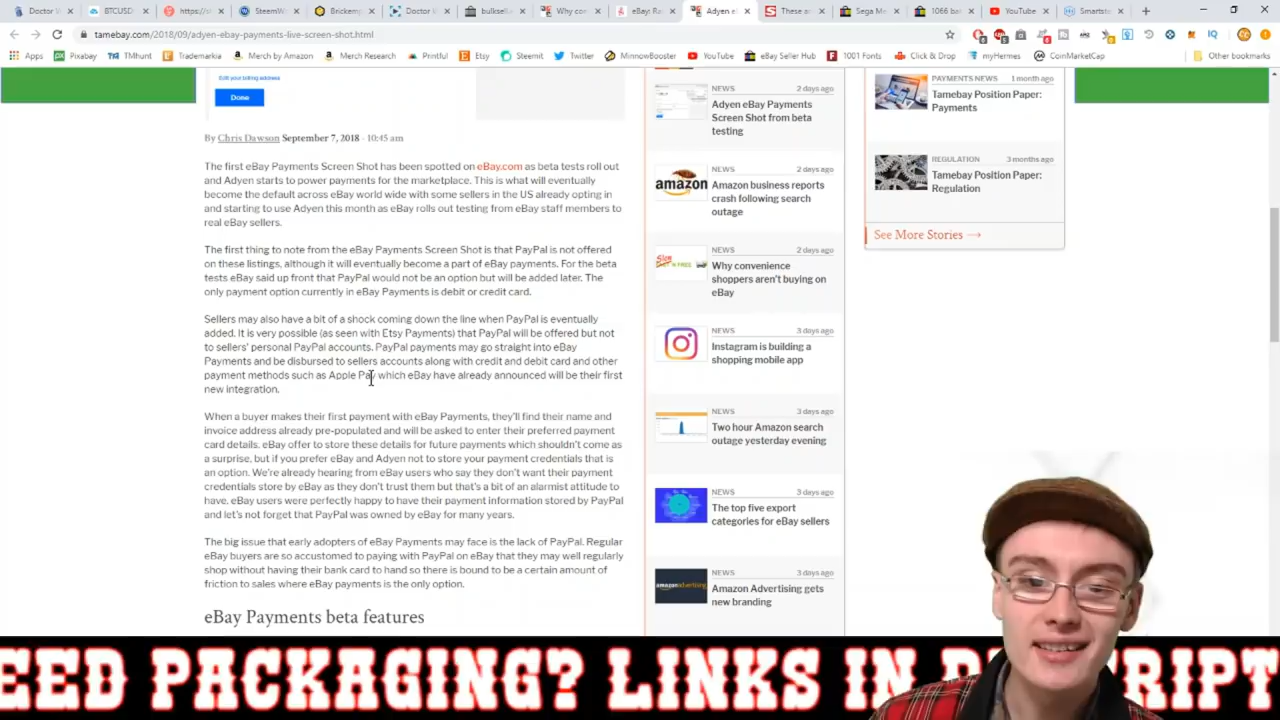 Doctor
BTCUSD
https://s
SteemW
Brickem
Doctor
bulksell
Why con
eBay: R
Adyen e
These ar
Sega Me
1066 ba
YouTube
Smartsto
tamebay.com/2018/09/adyen-ebay-payments-live-screen-shot.html
Apps
Pixabay
TMhunt
Trademarkia
Merch by Amazon
Merch Research
Printful
Etsy
Steemit
Twitter
MinnowBooster
YouTube
eBay Seller Hub
1001 Fonts
Click & Drop
myHermes
CoinMarketCap
Other bookmarks
Edit your billing address
Done
By Chris Dawson September 7, 2018 - 10:45 am
The first eBay Payments Screen Shot has been spotted on eBay.com as beta tests roll out
and Adyen starts to power payments for the marketplace. This is what will eventually
become the default across eBay world wide with some sellers in the US already opting in
and starting to use Adyen this month as eBay rolls out testing from eBay staff members to
real eBay sellers.
The first thing to note from the eBay Payments Screen Shot is that PayPal is not offered
on these listings, although it will eventually become a part of eBay payments. For the beta
tests eBay said up front that PayPal would not be an option but will be added later. The
only payment option currently in eBay Payments is debit or credit card.
Sellers may also have a bit of a shock coming down the line when PayPal is eventually
added. It is very possible (as seen with Etsy Payments) that PayPal will be offered but not
to sellers' personal PayPal accounts. PayPal payments may go straight into eBay
Payments and be disbursed to sellers accounts along with credit and debit card and other
payment methods such as Apple Pay which eBay have already announced will be their first
new integration.
When a buyer makes their first payment with eBay Payments, they'll find their name and
invoice address already pre-populated and will be asked to enter their preferred payment
card details. eBay offer to store these details for future payments which shouldn't come as
a surprise, but if you prefer eBay and Adyen not to store your payment credentials that is
an option. We're already hearing from eBay users who say they don't want their payment
credentials store by eBay as they don't trust them but that's a bit of an alarmist attitude to
have. eBay users were perfectly happy to have their payment information stored by PayPal
and let's not forget that PayPal was owned by eBay for many years.
The big issue that early adopters of eBay Payments may face is the lack of PayPal. Regular
eBay buyers are so accustomed to paying with PayPal on eBay that they may well regularly
shop without having their bank card to hand so there is bound to be a certain amount of
friction to sales where eBay payments is the only option.
eBay Payments beta features
NEWS 2 days ago
Adyen eBay Payments
Screen Shot from beta
testing
NEWS 2 days ago
amazon
Amazon business reports
crash following search
outage
NEWS 2 days ago
Why convenience
shoppers aren't buying on
eBay
NEWS 3 days ago
Instagram is building a
shopping mobile app
NEWS 3 days ago
Two hour Amazon search
outage yesterday evening
NEWS 3 days ago
The top five export
categories for eBay sellers
NEWS 3 days ago
amazonadvertising
Amazon Advertising gets
new branding
PAYMENTS NEWS 1 month ago
Tamebay Position Paper:
Payments
REGULATION 3 months ago
Tamebay Position Paper:
Regulation
See More Stories →
EED PACKAGING? LINKS IN D SCRIPT